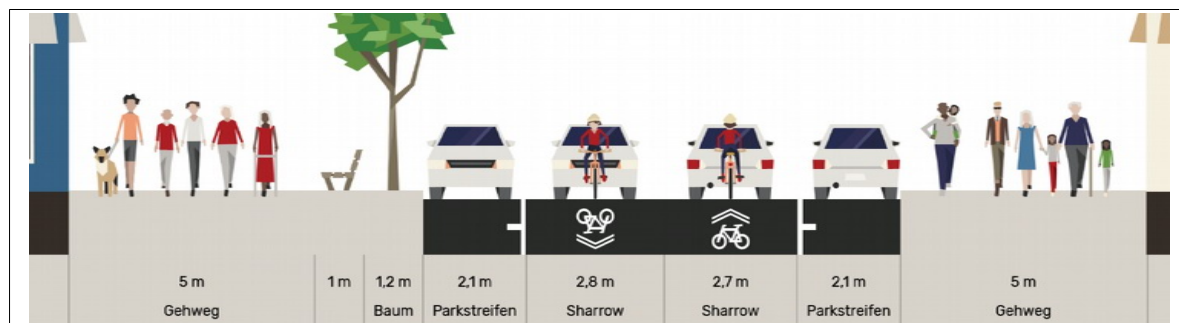 5 m 1 m 1,2 m 2,1 m 2,8 m 2,7 m 2,1 m 5 m
Gehweg Baum Parkstreifen Sharrow Sharrow Parkstreifen Gehweg